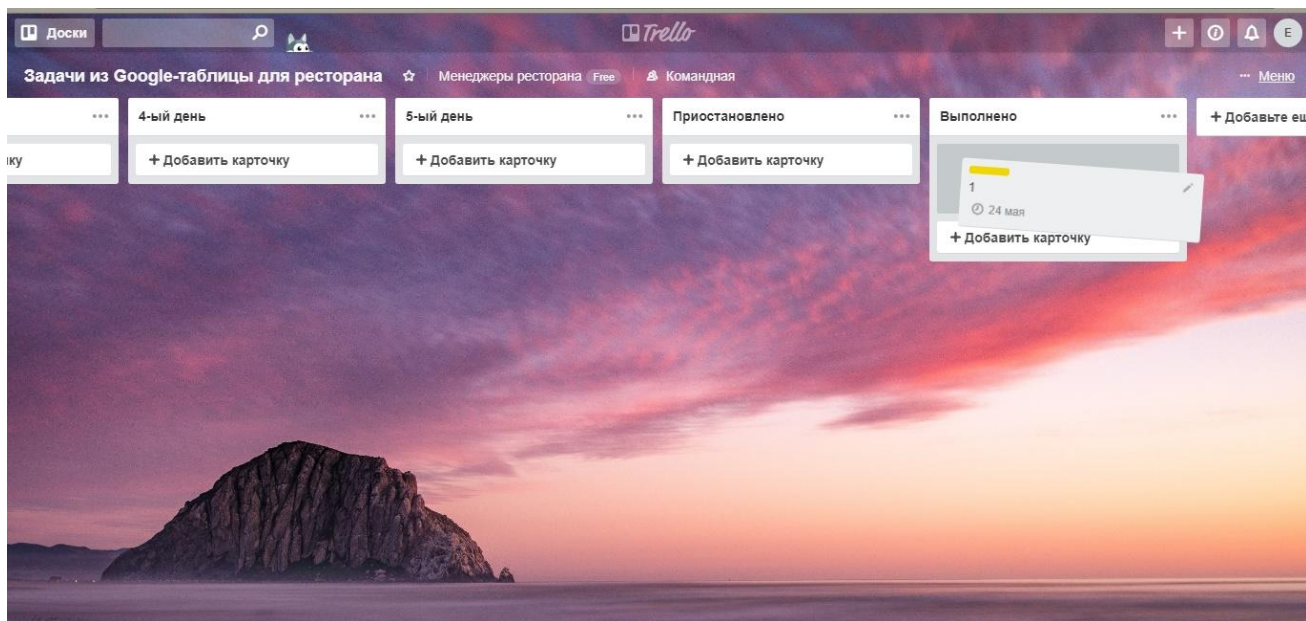 Доски
Trello
E
Задачи из Google-таблицы для ресторана
Менеджеры ресторана Free
Командная
··· Меню
4-ый день
5-ый день
Приостановлено
Выполнено
+ Добавьте ещ
ку
+ Добавить карточку
+ Добавить карточку
+ Добавить карточку
1
24 мая
+ Добавить карточку